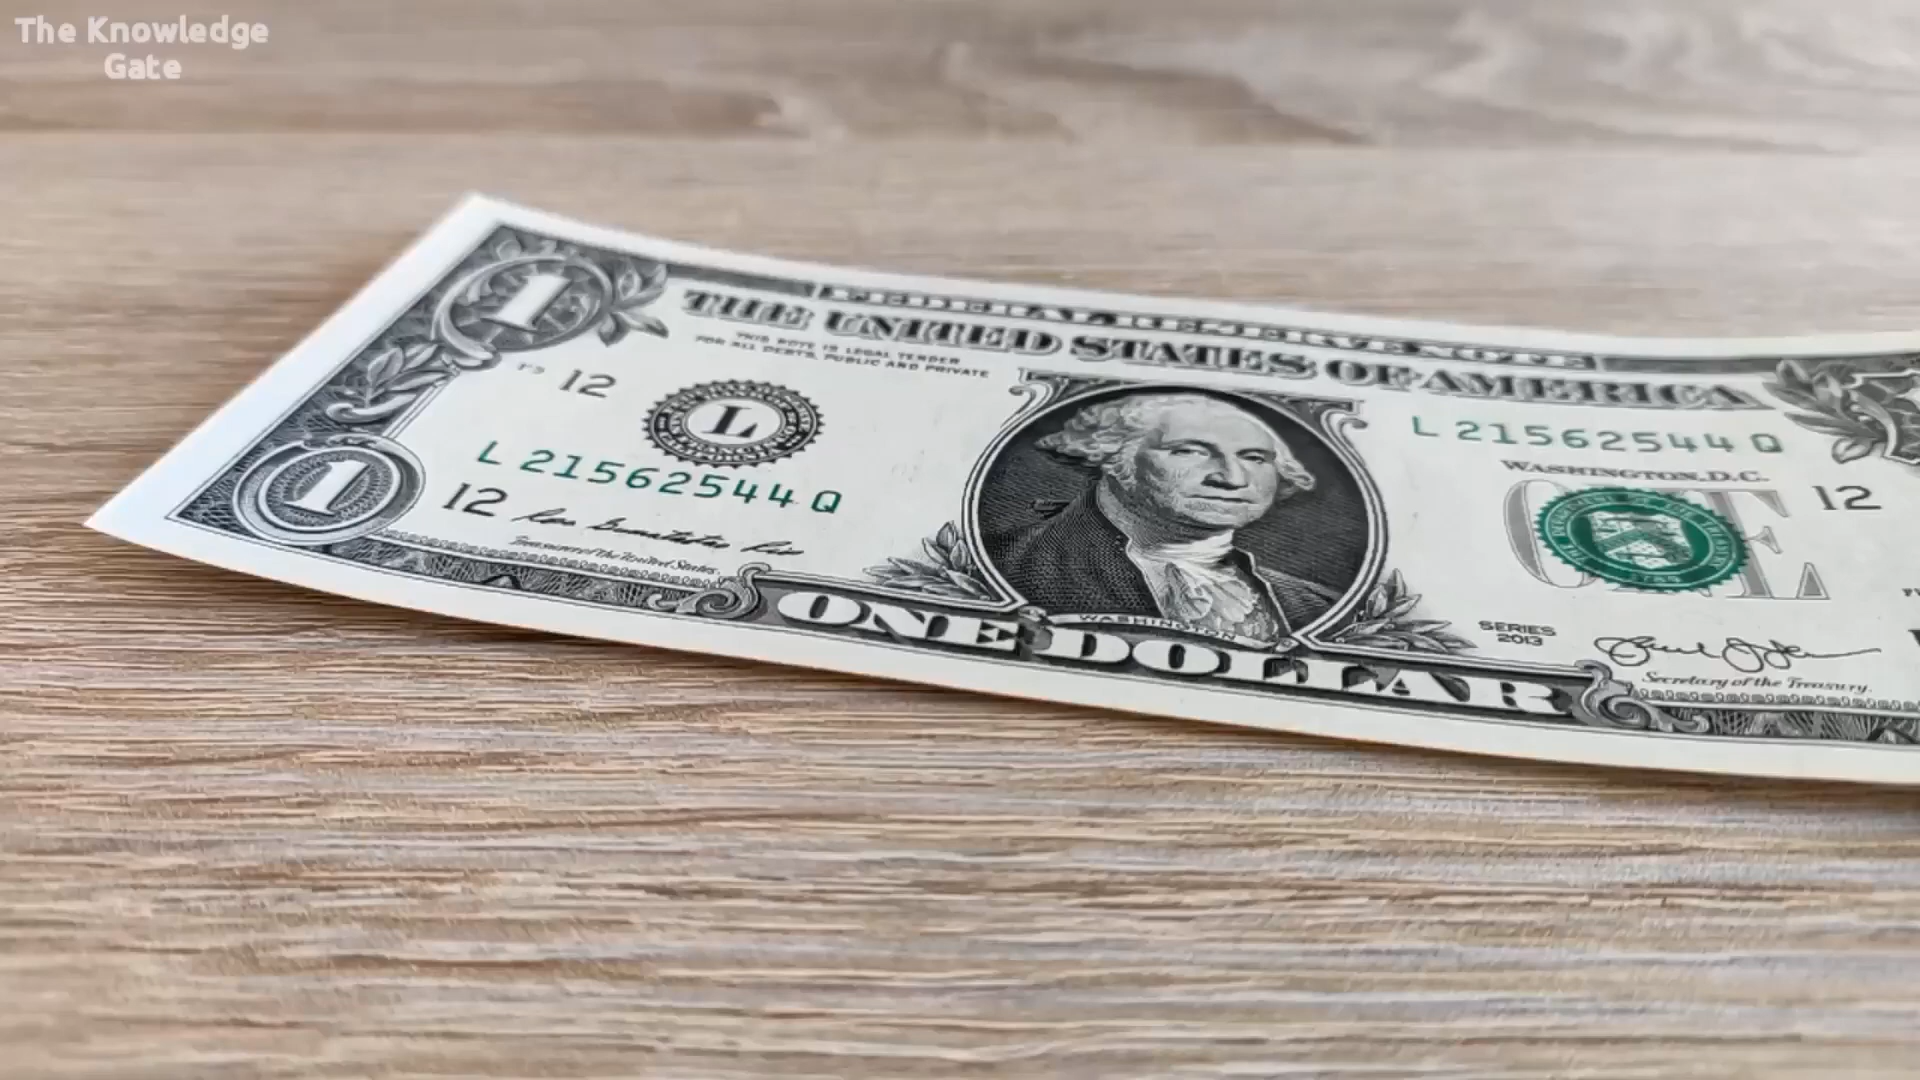 The Knowledge
Gate
FEDERAL RESERVE NOTE
THE UNITED STATES OF AMERICA
THIS NOTE IS LEGAL TENDER
FOR ALL DEBTS, PUBLIC AND PRIVATE
1
12
L
L 21562544 Q
WASHINGTON, D.C.
12
L 21562544 Q
1
12
ONE
Treasurer of the United States.
WASHINGTON
SERIES
2013
Secretary of the Treasury.
ONE DOLLAR